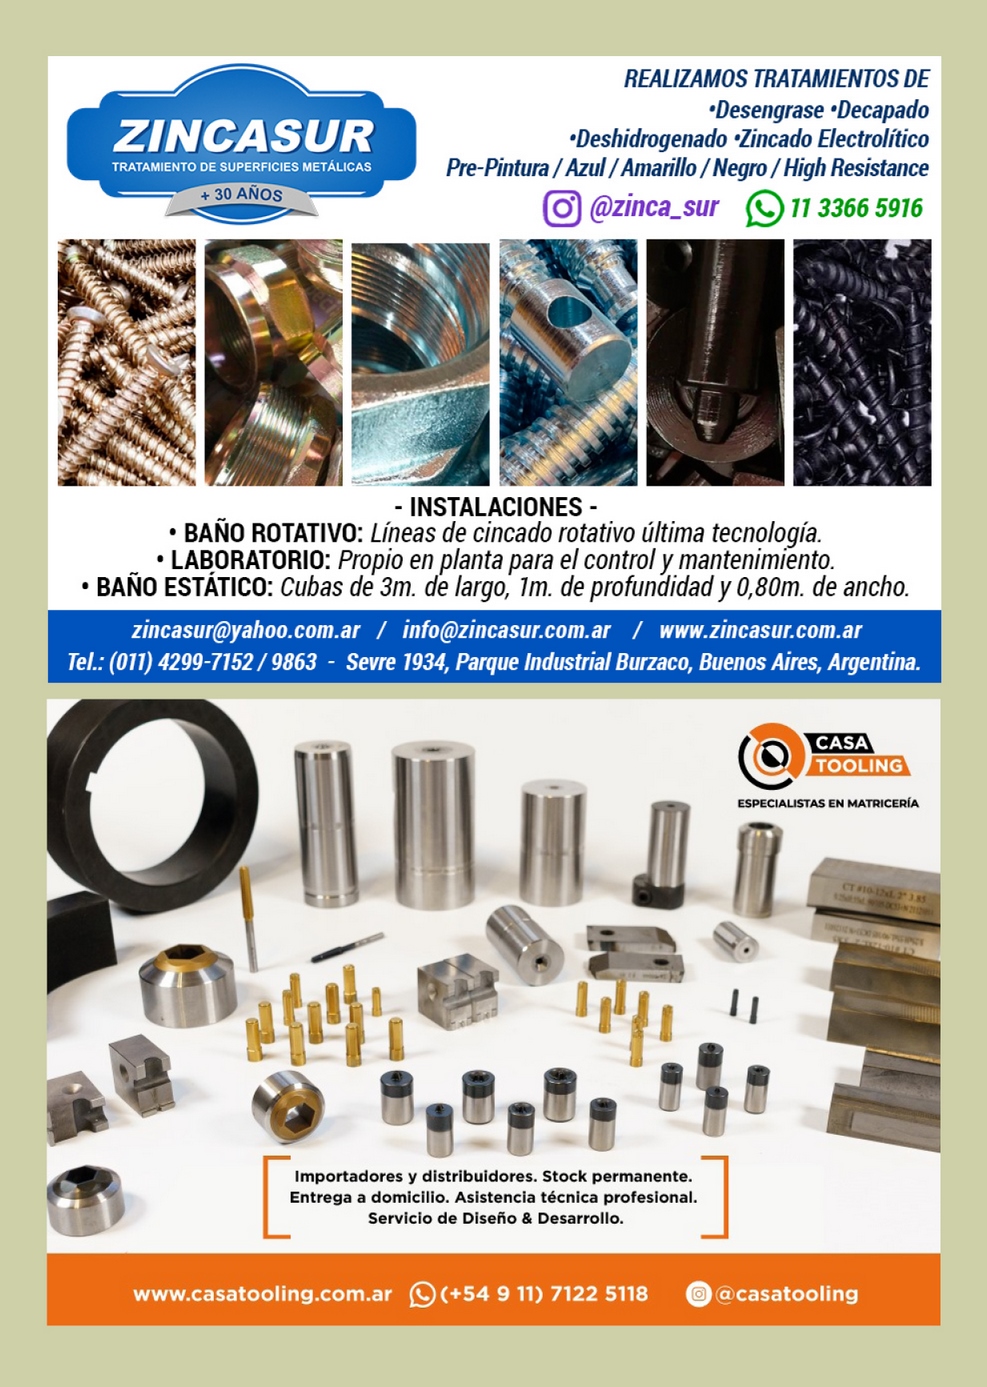 ZINCASUR
TRATAMIENTO DE SUPERFICIES METÁLICAS
+ 30 AÑOS
REALIZAMOS TRATAMIENTOS DE
•Desengrase •Decapado
•Deshidrogenado •Zincado Electrolítico
Pre-Pintura / Azul / Amarillo / Negro / High Resistance
@zinca_sur 11 3366 5916
- INSTALACIONES -
• BAÑO ROTATIVO: Líneas de cincado rotativo última tecnología.
• LABORATORIO: Propio en planta para el control y mantenimiento.
• BAÑO ESTÁTICO: Cubas de 3m. de largo, 1m. de profundidad y 0,80m. de ancho.
zincasur@yahoo.com.ar / info@zincasur.com.ar / www.zincasur.com.ar
Tel.: (011) 4299-7152 / 9863 - Sevre 1934, Parque Industrial Burzaco, Buenos Aires, Argentina.
CASA
TOOLING
ESPECIALISTAS EN MATRICERÍA
Importadores y distribuidores. Stock permanente.
Entrega a domicilio. Asistencia técnica profesional.
Servicio de Diseño & Desarrollo.
www.casatooling.com.ar (+54 9 11) 7122 5118 @casatooling